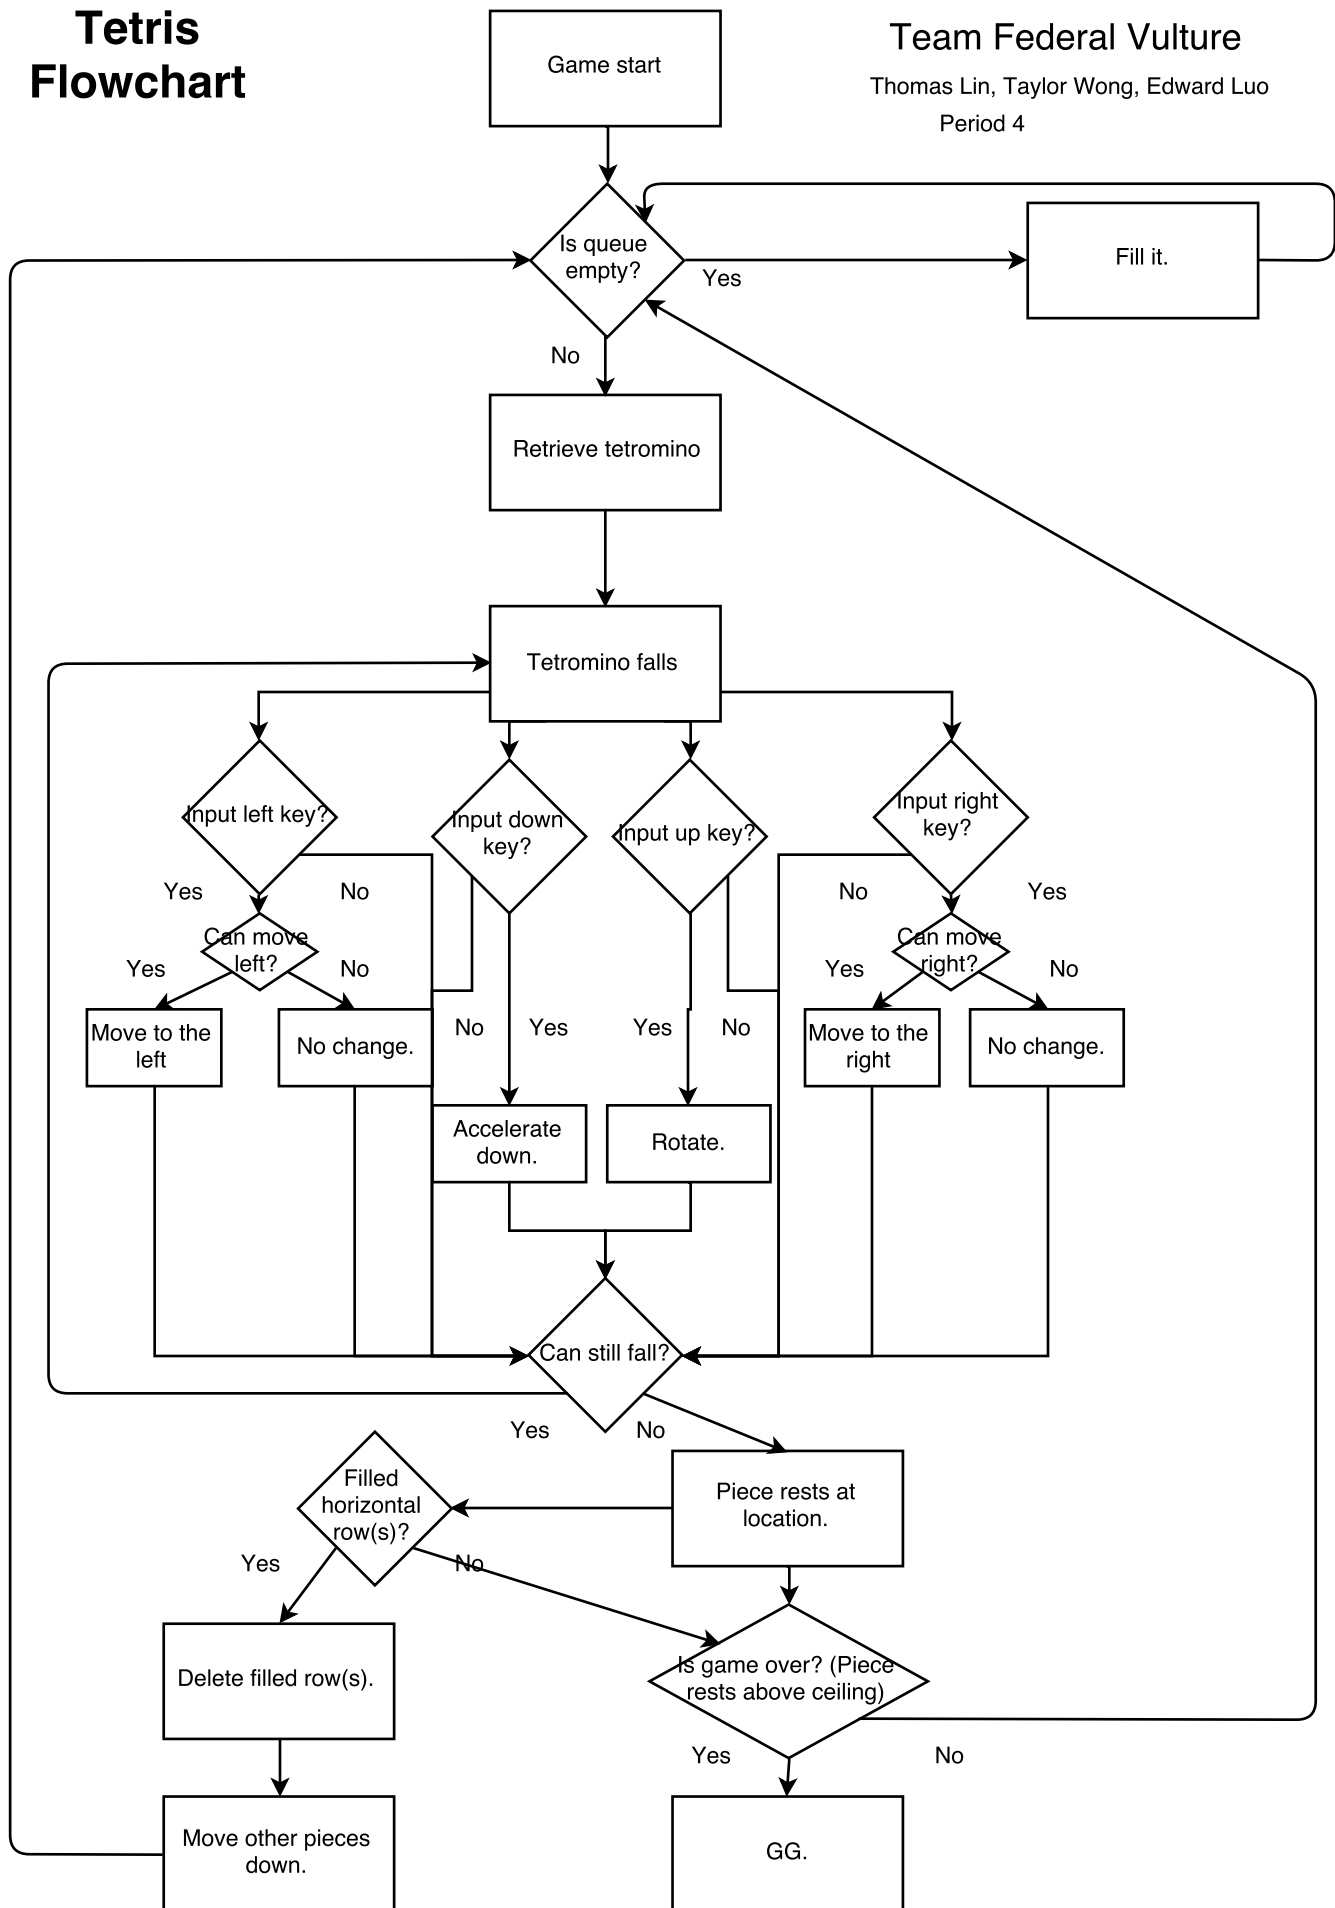 Tetris
Flowchart
Game start
Team Federal Vulture
Thomas Lin, Taylor Wong, Edward Luo
Period 4
Is queue
empty?
Yes
Fill it.
No
Retrieve tetromino
Tetromino falls
Input left key?
Input down
key?
Input up key?
Input right
key?
Yes
No
No
Yes
Can move
left?
Can move
right?
Yes
No
Yes
No
Move to the
left
No change.
No
Yes
Yes
No
Move to the
right
No change.
Accelerate
down.
Rotate.
Can still fall?
Yes
No
Filled
horizontal
row(s)?
Piece rests at
location.
Yes
No
Delete filled row(s).
Is game over? (Piece
rests above ceiling)
Yes
No
Move other pieces
down.
GG.